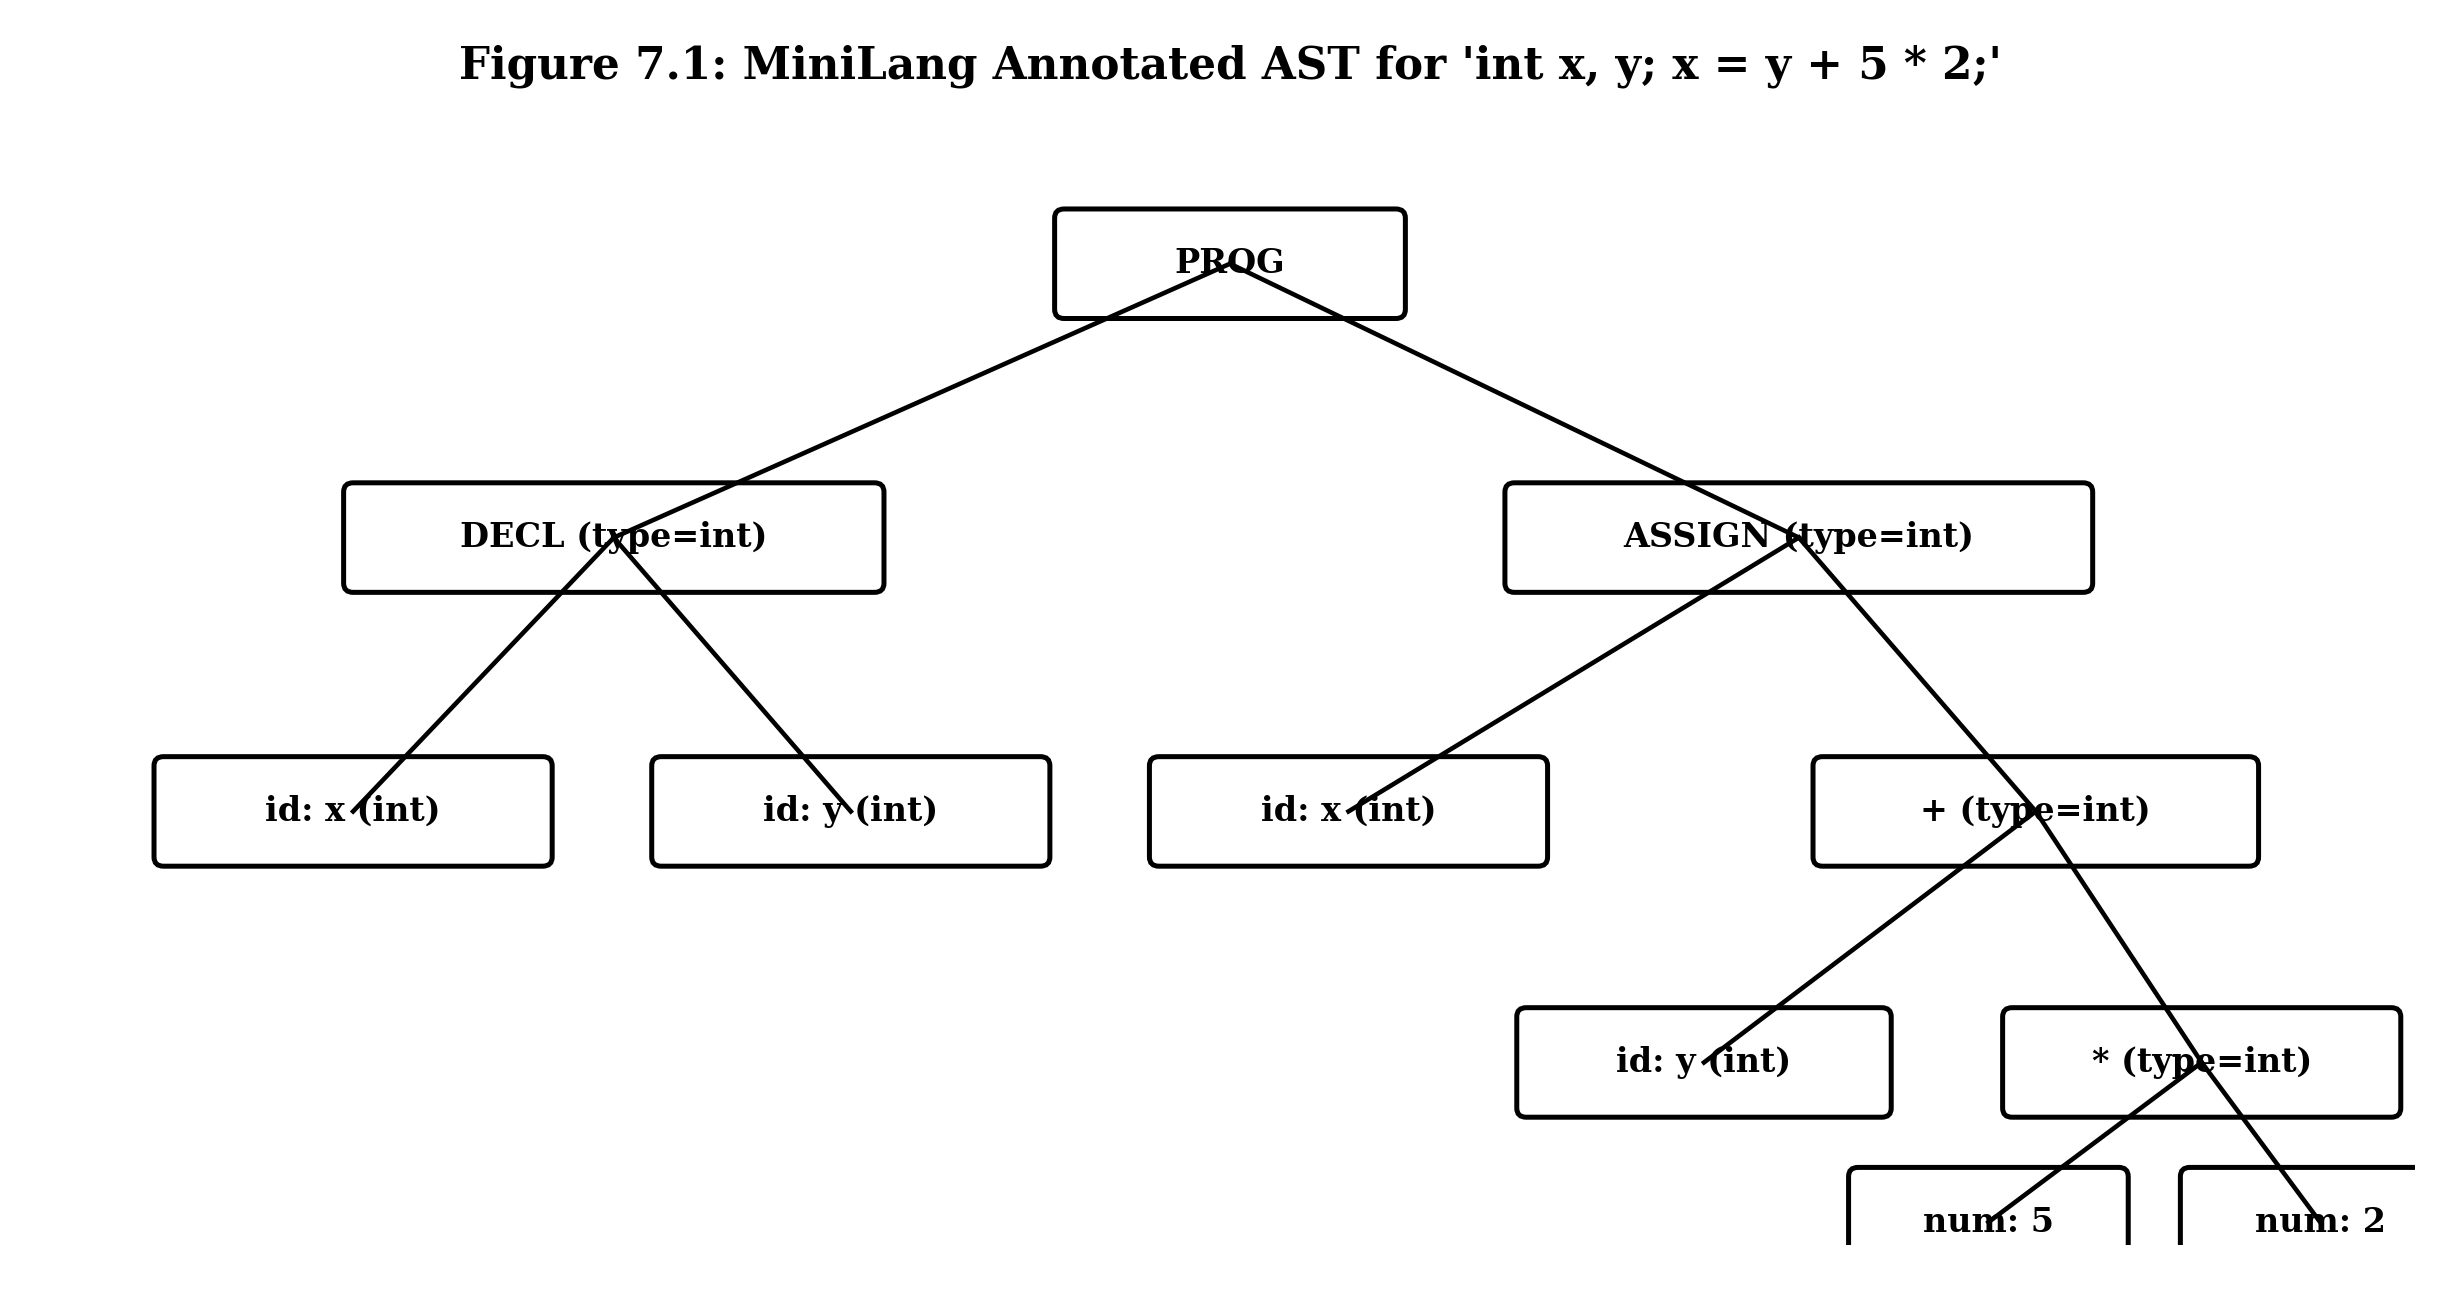 Figure 7.1: MiniLang Annotated AST for 'int x, y; x = y + 5 * 2;'
PROG
DECL (type=int)
ASSIGN (type=int)
id: x (int)
id: y (int)
id: x (int)
+ (type=int)
id: y (int)
* (type=int)
num: 5
num: 2